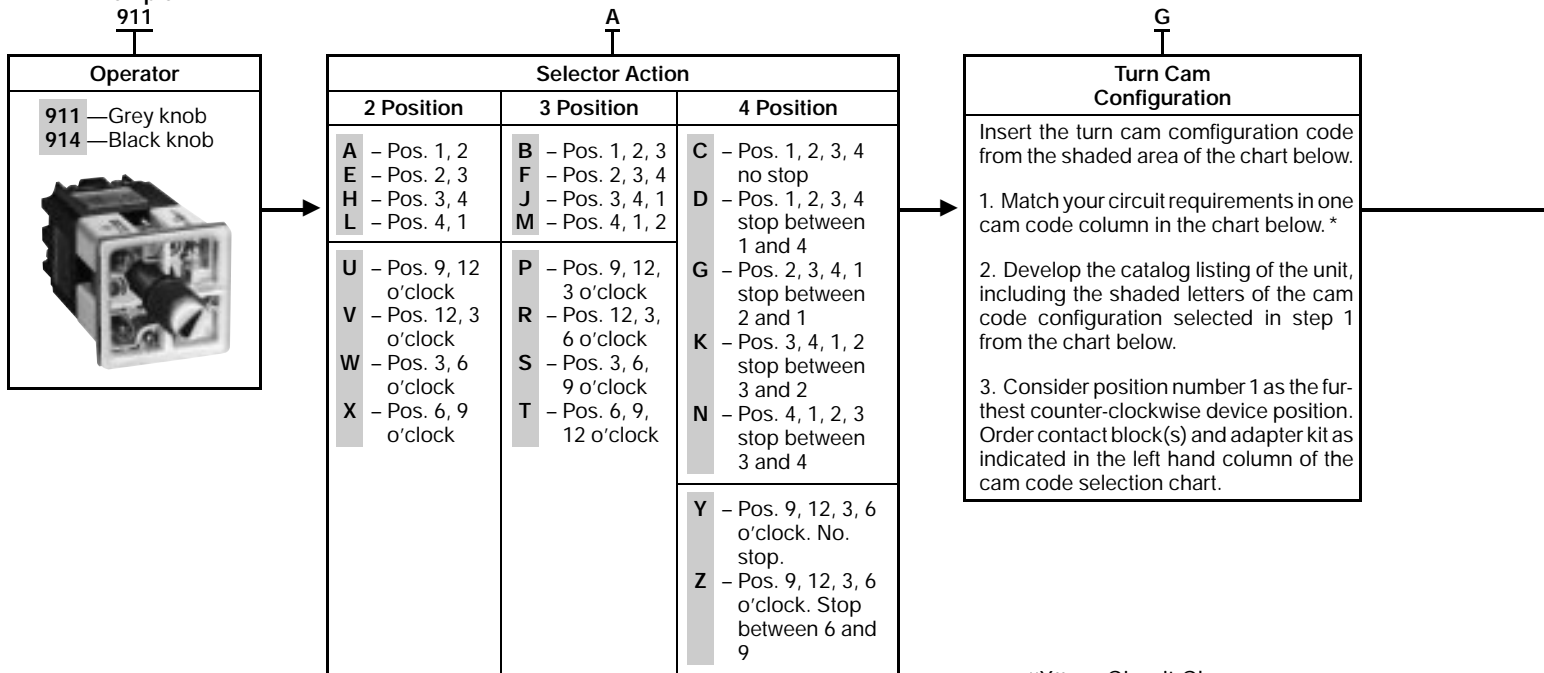 911
A
G
Operator
911 —Grey knob
914 —Black knob
Selector Action
2 Position
3 Position
4 Position
A – Pos. 1, 2
E – Pos. 2, 3
H – Pos. 3, 4
L – Pos. 4, 1
U – Pos. 9, 12
o’clock
V – Pos. 12, 3
o’clock
W – Pos. 3, 6
o’clock
X – Pos. 6, 9
o’clock
B – Pos. 1, 2, 3
F – Pos. 2, 3, 4
J – Pos. 3, 4, 1
M – Pos. 4, 1, 2
P – Pos. 9, 12,
3 o’clock
R – Pos. 12, 3,
6 o’clock
S – Pos. 3, 6,
9 o’clock
T – Pos. 6, 9,
12 o’clock
C – Pos. 1, 2, 3, 4
no stop
D – Pos. 1, 2, 3, 4
stop between
1 and 4
G – Pos. 2, 3, 4, 1
stop between
2 and 1
K – Pos. 3, 4, 1, 2
stop between
3 and 2
N – Pos. 4, 1, 2, 3
stop between
3 and 4
Y – Pos. 9, 12, 3, 6
o’clock. No.
stop.
Z – Pos. 9, 12, 3, 6
o’clock. Stop
between 6 and
9
Turn Cam
Configuration
Insert the turn cam comfiguration code
from the shaded area of the chart below.
1. Match your circuit requirements in one
cam code column in the chart below. *
2. Develop the catalog listing of the unit,
including the shaded letters of the cam
code configuration selected in step 1
from the chart below.
3. Consider position number 1 as the fur-
thest counter-clockwise device position.
Order contact block(s) and adapter kit as
indicated in the left hand column of the
cam code selection chart.